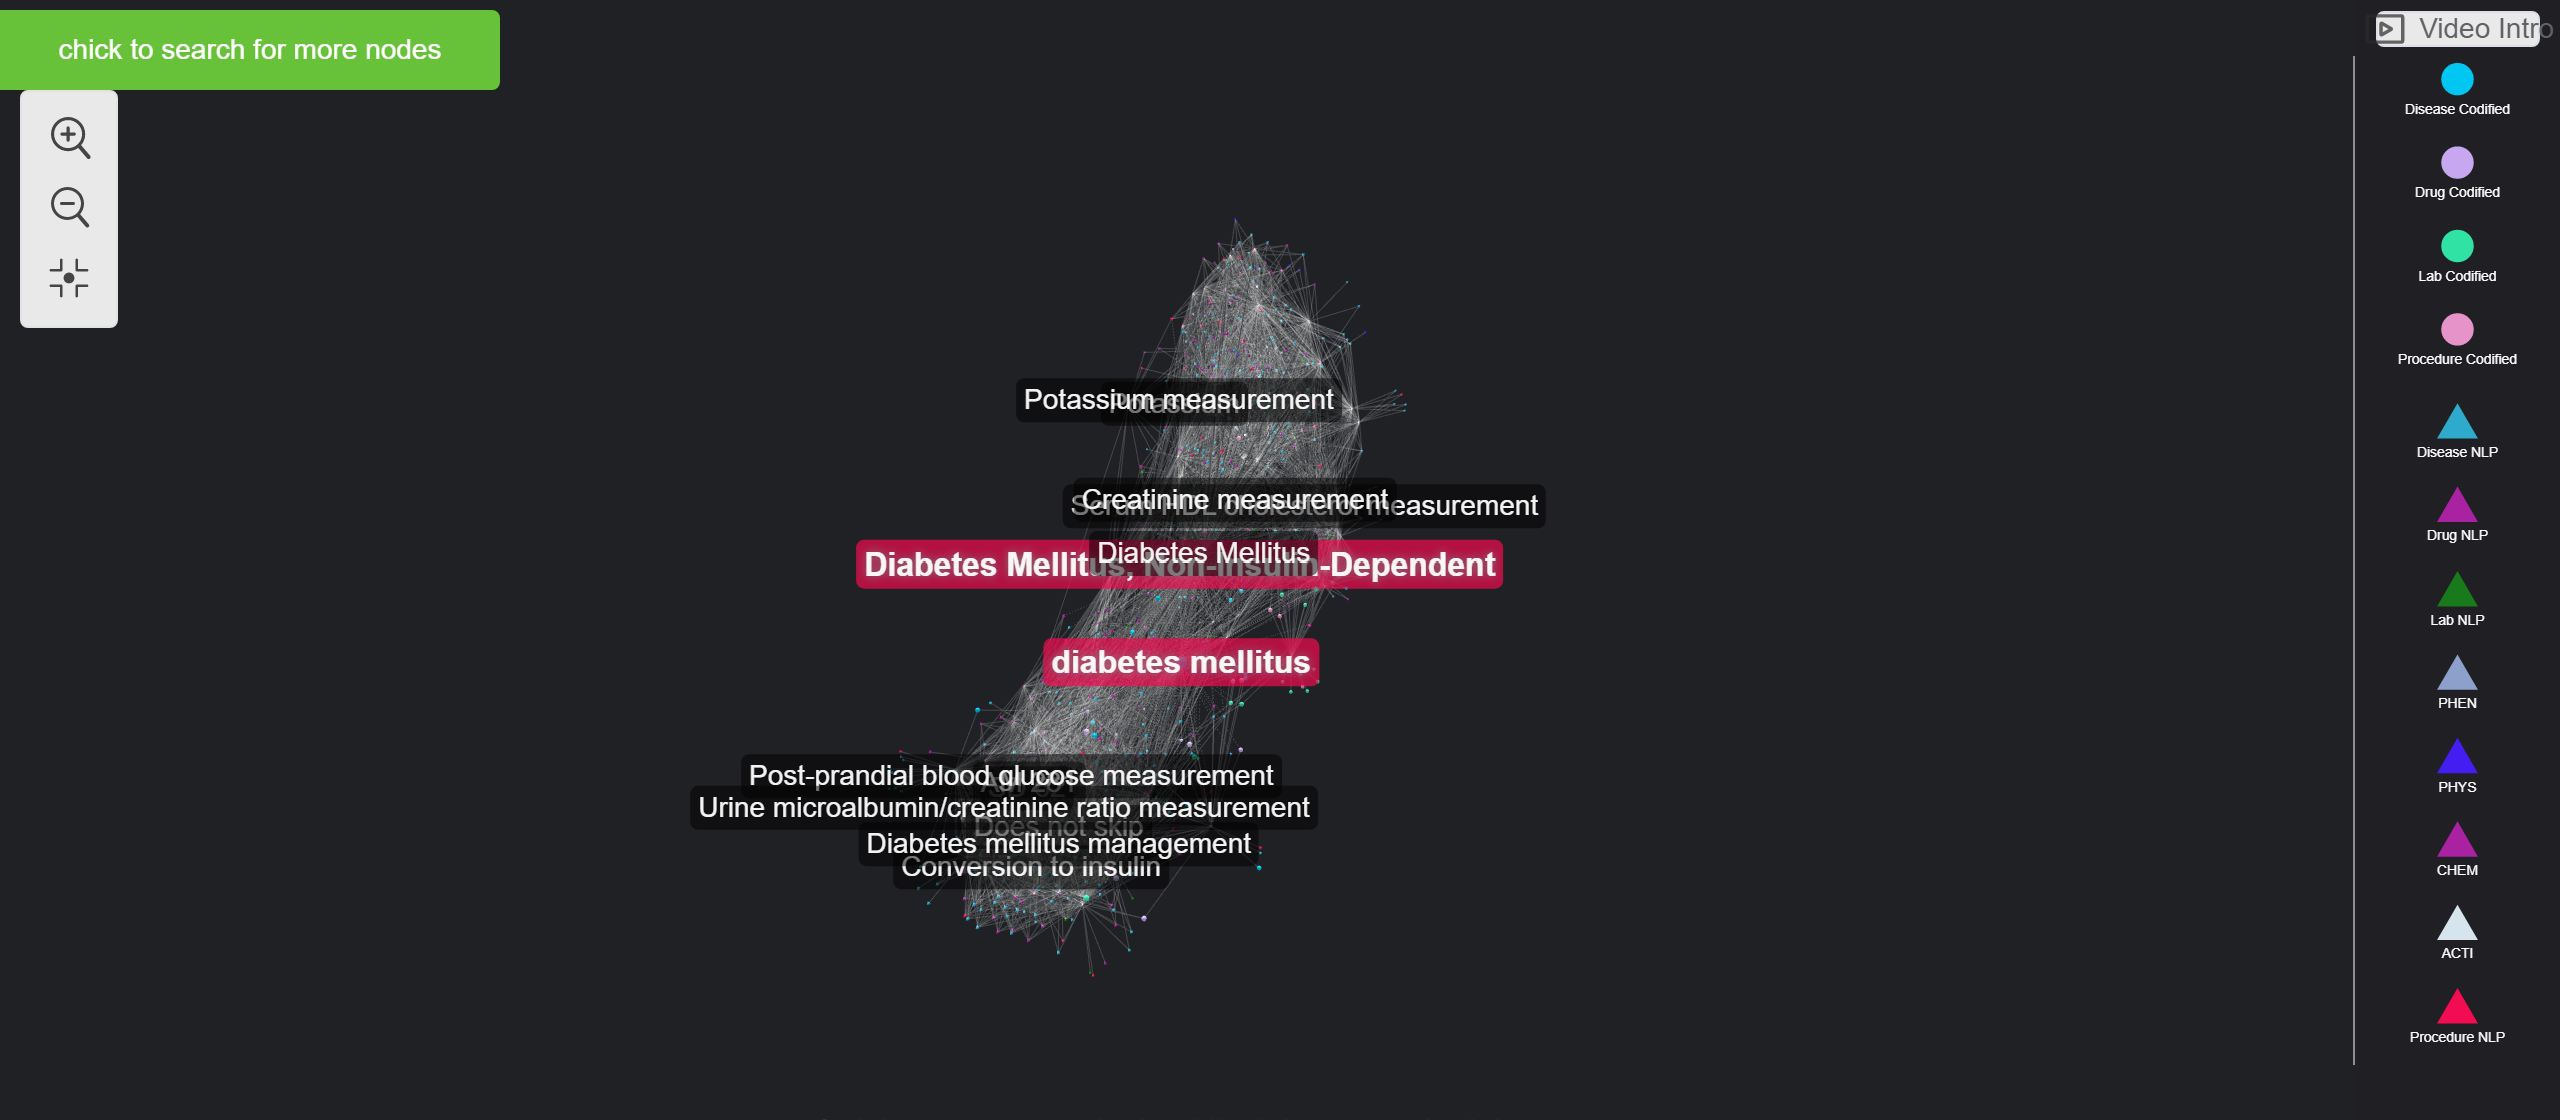 chick to search for more nodes
Video Intro
Disease Codified
Drug Codified
Lab Codified
Procedure Codified
Disease NLP
Drug NLP
Lab NLP
PHEN
PHYS
CHEM
ACTI
Procedure NLP
Potassium measurement
Potassium
Creatinine measurement
Serum HDL cholesterol measurement
Diabetes Mellitus
Diabetes Mellitus, Non-Insulin-Dependent
diabetes mellitus
Post-prandial blood glucose measurement
Urine microalbumin/creatinine ratio measurement
Does not skip
Diabetes mellitus management
Conversion to insulin